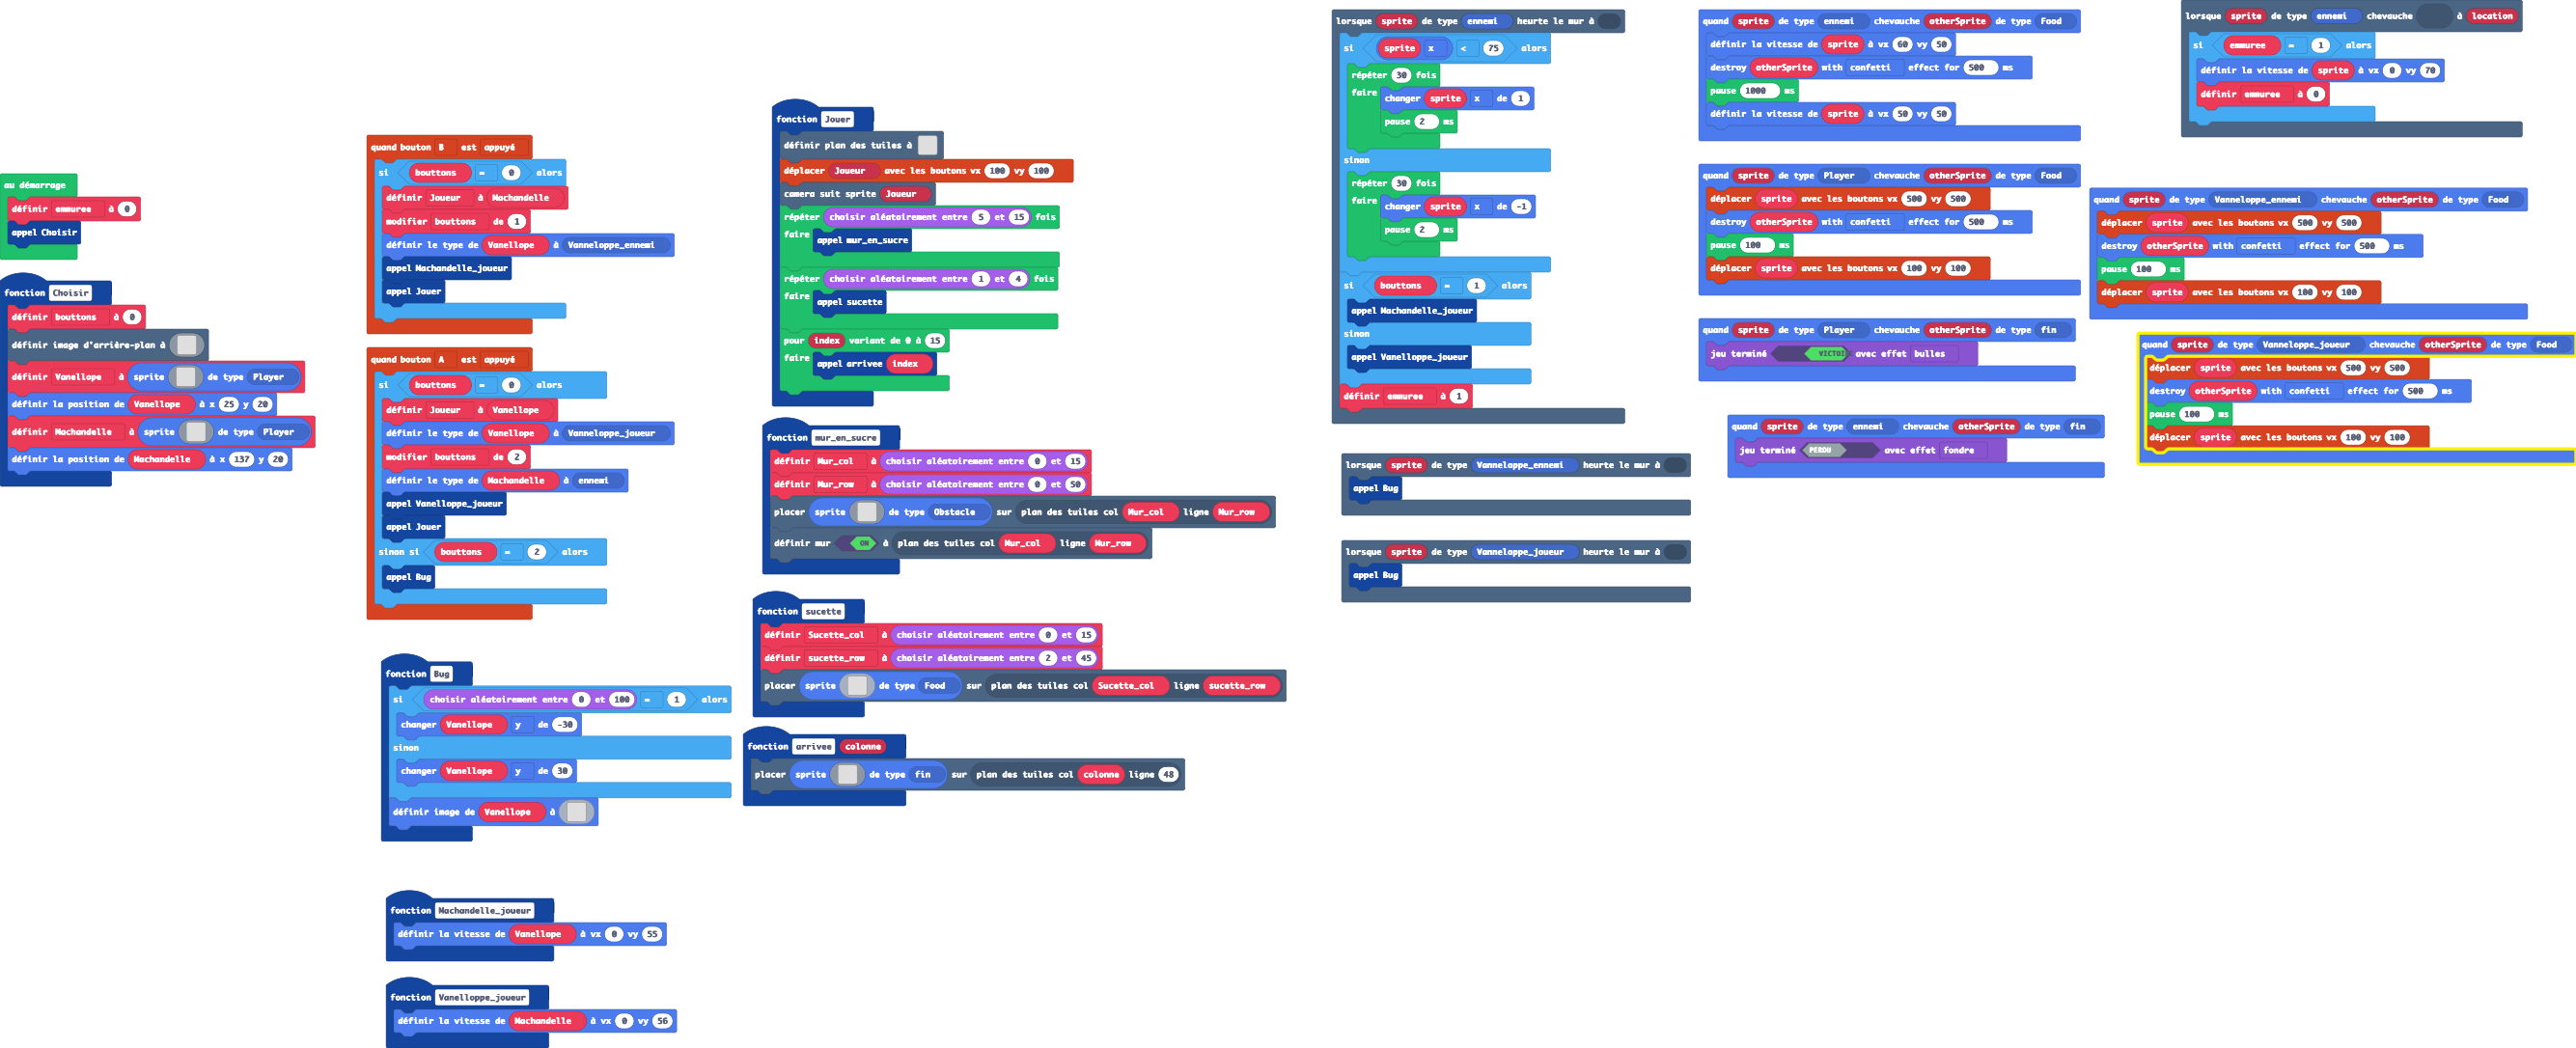 au démarrage
définir emmuree à 0
appel Choisir
fonction Choisir
définir bouttons à 0
définir image d'arrière-plan à
définir Vanellope à sprite de type Player
définir la position de Vanellope à x 25 y 20
définir Machandelle à sprite de type Player
définir la position de Machandelle à x 137 y 20
quand bouton B est appuyé
si bouttons = 0 alors
définir Joueur à Machandelle
modifier bouttons de 1
définir le type de Vanellope à Vanneloppe_ennemi
appel Machandelle_joueur
appel Jouer
quand bouton A est appuyé
si bouttons = 0 alors
définir Joueur à Vanellope
définir le type de Vanellope à Vanneloppe_joueur
modifier bouttons de 2
définir le type de Machandelle à ennemi
appel Vanelloppe_joueur
appel Jouer
sinon si bouttons = 2 alors
appel Bug
fonction Bug
si choisir aléatoirement entre 0 et 100 = 1 alors
changer Vanellope y de -30
sinon
changer Vanellope y de 30
définir image de Vanellope à
fonction Machandelle_joueur
définir la vitesse de Vanellope à vx 0 vy 55
fonction Vanelloppe_joueur
définir la vitesse de Machandelle à vx 0 vy 56
fonction Jouer
définir plan des tuiles à
déplacer Joueur avec les boutons vx 100 vy 100
camera suit sprite Joueur
répéter choisir aléatoirement entre 5 et 15 fois
faire appel mur_en_sucre
répéter choisir aléatoirement entre 1 et 4 fois
faire appel sucette
pour index variant de 0 à 15
faire appel arrivee index
fonction mur_en_sucre
définir Mur_col à choisir aléatoirement entre 0 et 15
définir Mur_row à choisir aléatoirement entre 0 et 50
placer sprite de type Obstacle sur plan des tuiles col Mur_col ligne Mur_row
définir mur ON à plan des tuiles col Mur_col ligne Mur_row
fonction sucette
définir Sucette_col à choisir aléatoirement entre 0 et 15
définir sucette_row à choisir aléatoirement entre 2 et 45
placer sprite de type Food sur plan des tuiles col Sucette_col ligne sucette_row
fonction arrivee colonne
placer sprite de type fin sur plan des tuiles col colonne ligne 48
lorsque sprite de type ennemi heurte le mur à
si sprite x < 75 alors
répéter 30 fois
faire changer sprite x de 1
pause 2 ms
sinon
répéter 30 fois
faire changer sprite x de -1
pause 2 ms
si bouttons = 1 alors
appel Machandelle_joueur
sinon
appel Vanelloppe_joueur
définir emmuree à 1
lorsque sprite de type Vanneloppe_ennemi heurte le mur à
appel Bug
lorsque sprite de type Vanneloppe_joueur heurte le mur à
appel Bug
quand sprite de type ennemi chevauche otherSprite de type Food
définir la vitesse de sprite à vx 60 vy 50
destroy otherSprite with confetti effect for 500 ms
pause 1000 ms
définir la vitesse de sprite à vx 50 vy 50
quand sprite de type Player chevauche otherSprite de type Food
déplacer sprite avec les boutons vx 500 vy 500
destroy otherSprite with confetti effect for 500 ms
pause 100 ms
déplacer sprite avec les boutons vx 100 vy 100
quand sprite de type Player chevauche otherSprite de type fin
jeu terminé VICTOI avec effet bulles
quand sprite de type ennemi chevauche otherSprite de type fin
jeu terminé PERDU avec effet fondre
lorsque sprite de type ennemi chevauche à location
si emmuree = 1 alors
définir la vitesse de sprite à vx 0 vy 70
définir emmuree à 0
quand sprite de type Vanneloppe_ennemi chevauche otherSprite de type Food
déplacer sprite avec les boutons vx 500 vy 500
destroy otherSprite with confetti effect for 500 ms
pause 100 ms
déplacer sprite avec les boutons vx 100 vy 100
quand sprite de type Vanneloppe_joueur chevauche otherSprite de type Food
déplacer sprite avec les boutons vx 500 vy 500
destroy otherSprite with confetti effect for 500 ms
pause 100 ms
déplacer sprite avec les boutons vx 100 vy 100